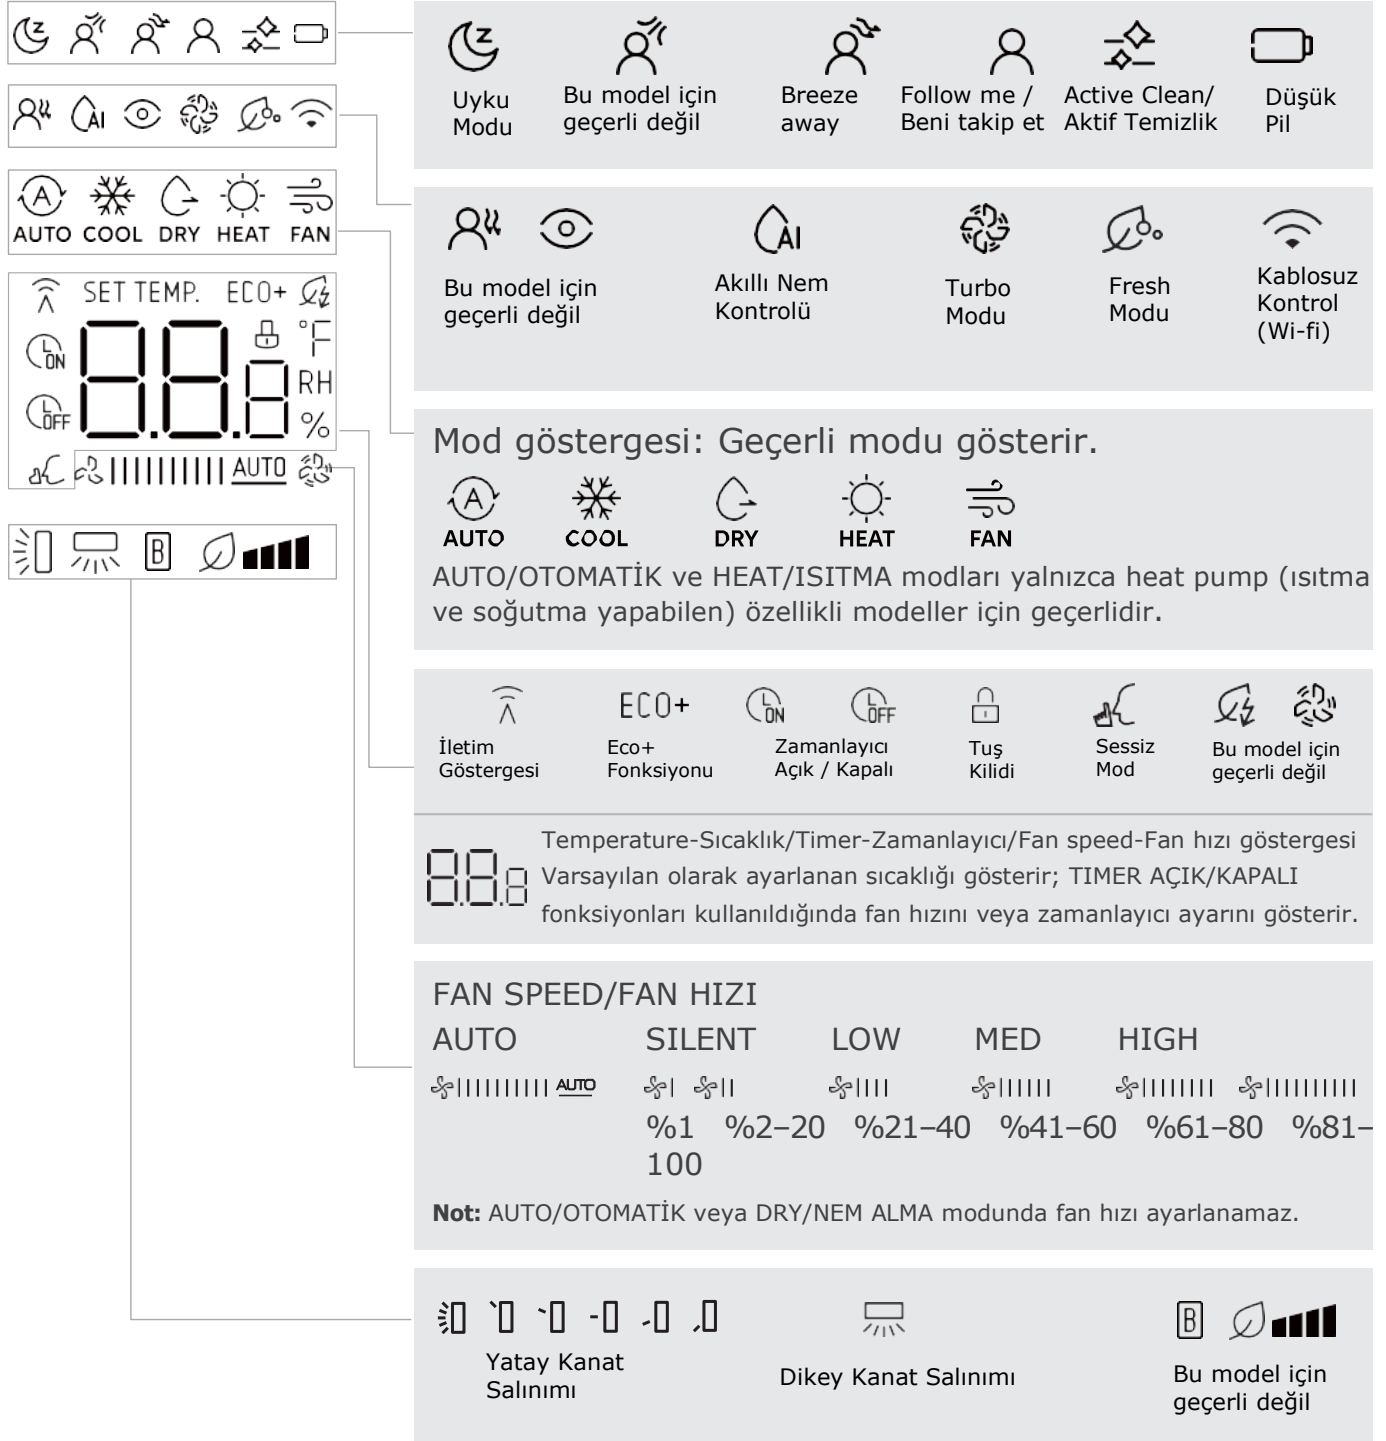 AUTO COOL DRY HEAT FAN
SET TEMP. ECO+
ON
°F
RH
OFF
%
AUTO
B
Uyku
Modu
Bu model için
geçerli değil
Breeze
away
Follow me /
Beni takip et
Active Clean/
Aktif Temizlik
Düşük
Pil
Bu model için
geçerli değil
AI
Akıllı Nem
Kontrolü
Turbo
Modu
Fresh
Modu
Kablosuz
Kontrol
(Wi-fi)
Mod göstergesi: Geçerli modu gösterir.
AUTO COOL DRY HEAT FAN
AUTO/OTOMATİK ve HEAT/ISITMA modları yalnızca heat pump (ısıtma
ve soğutma yapabilen) özellikli modeller için geçerlidir.
ECO+ ON OFF
İletim
Göstergesi
Eco+
Fonksiyonu
Zamanlayıcı
Açık / Kapalı
Tuş
Kilidi
Sessiz
Mod
Bu model için
geçerli değil
Temperature-Sıcaklık/Timer-Zamanlayıcı/Fan speed-Fan hızı göstergesi
Varsayılan olarak ayarlanan sıcaklığı gösterir; TIMER AÇIK/KAPALI
fonksiyonları kullanıldığında fan hızını veya zamanlayıcı ayarını gösterir.
FAN SPEED/FAN HIZI
AUTO SILENT LOW MED HIGH
AUTO
%1 %2–20 %21–40 %41–60 %61–80 %81–
100
Not: AUTO/OTOMATİK veya DRY/NEM ALMA modunda fan hızı ayarlanamaz.
Yatay Kanat
Salınımı
Dikey Kanat Salınımı
B
Bu model için
geçerli değil